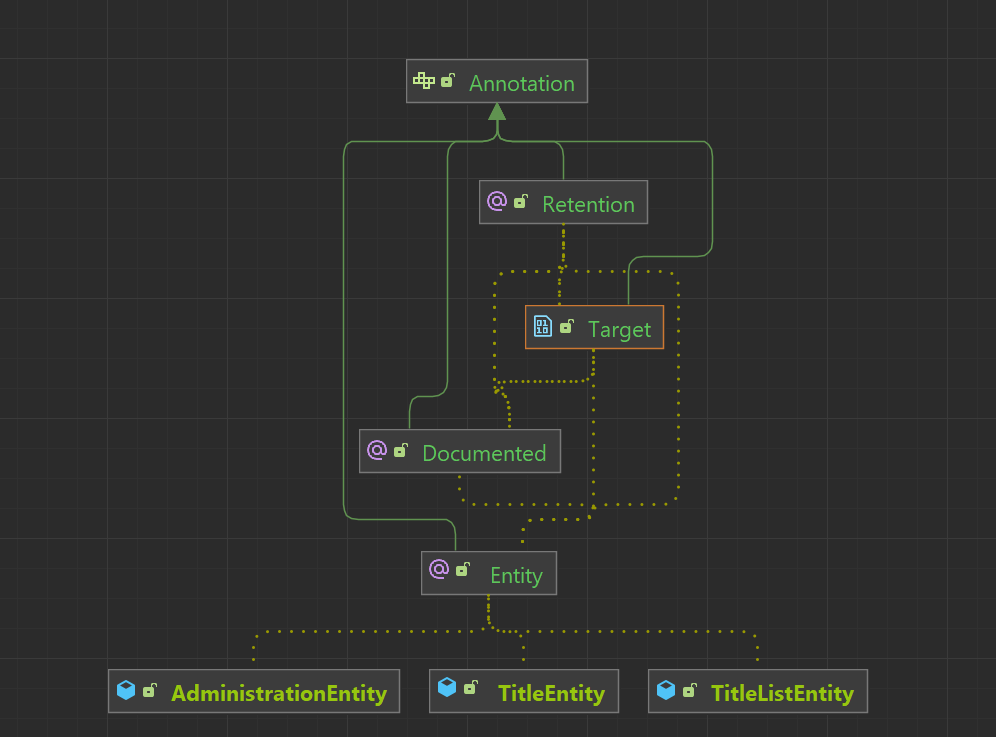 Annotation
Retention
Target
Documented
Entity
AdministrationEntity
TitleEntity
TitleListEntity